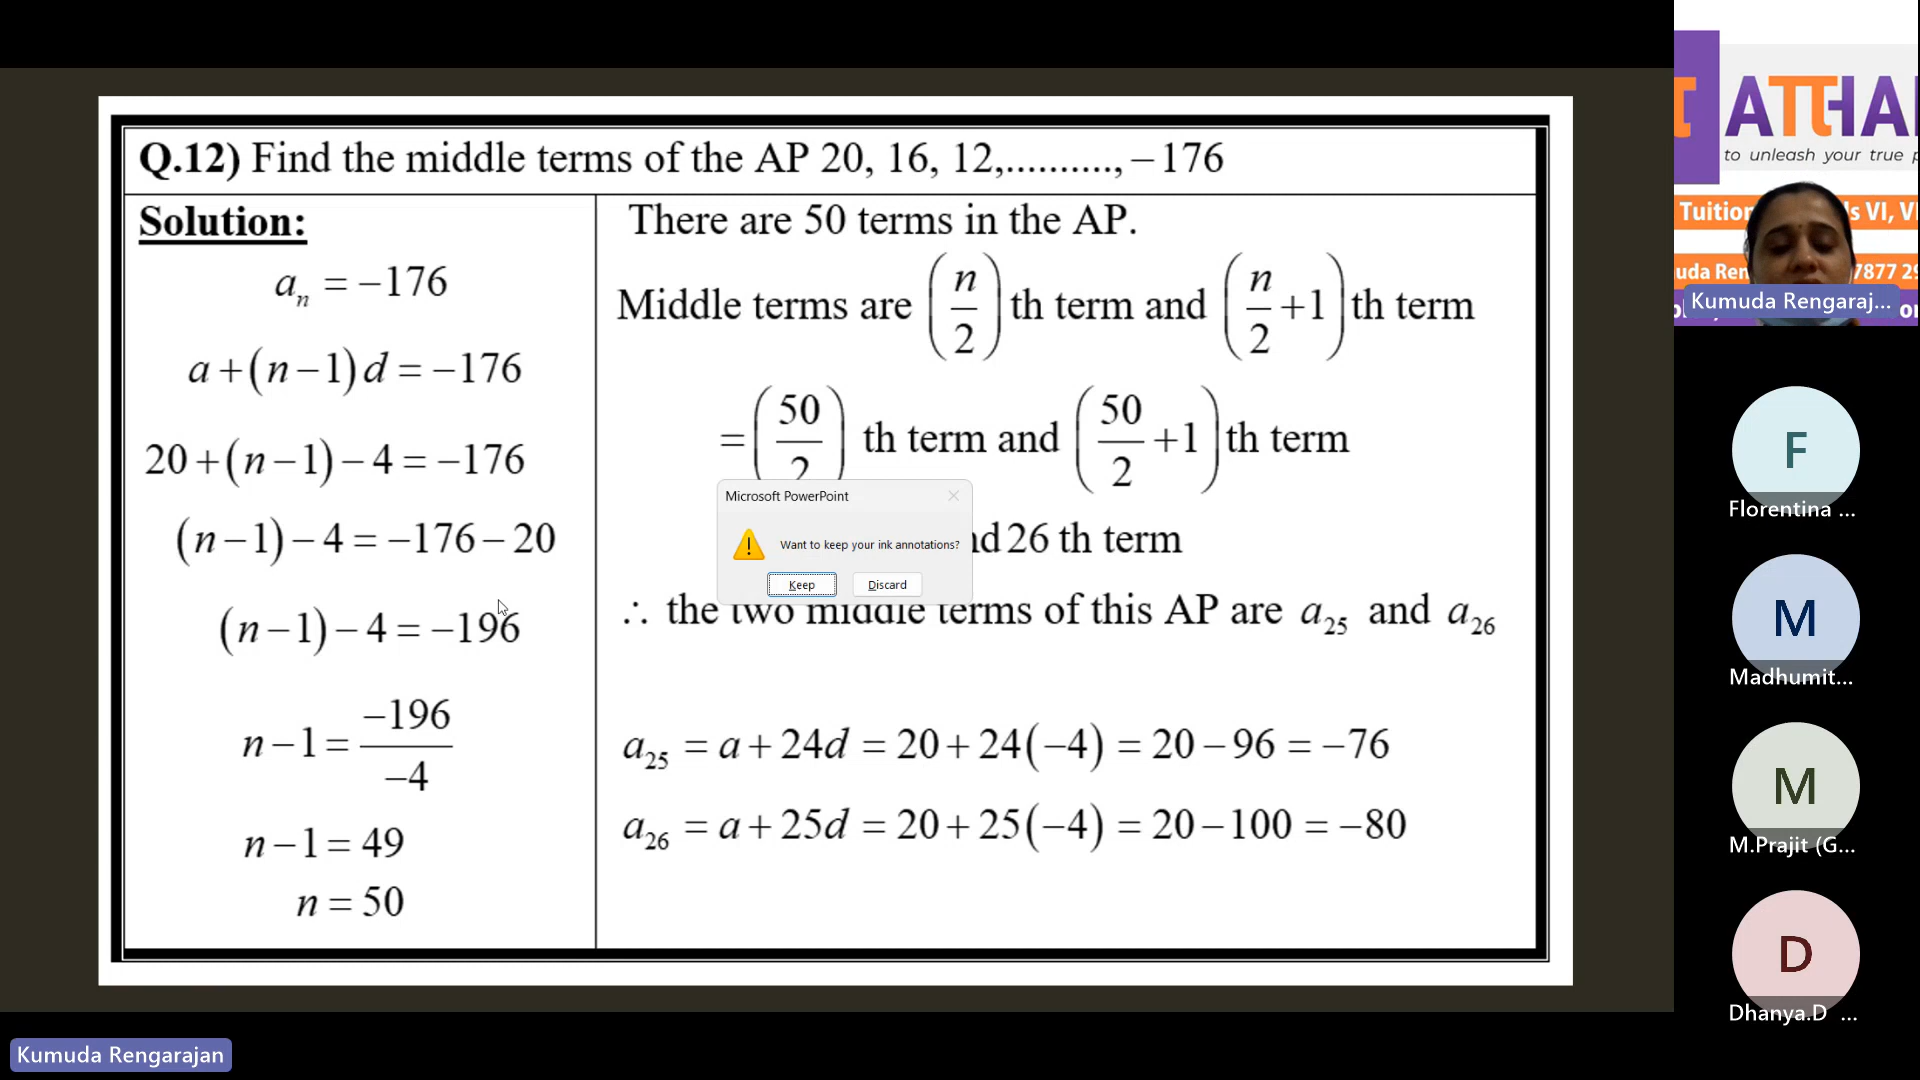 Q.12) Find the middle terms of the AP 20, 16, 12,.........., −176
Solution:
aₙ = −176
a + (n − 1) d = −176
20 + (n − 1) − 4 = −176
(n − 1) − 4 = −176 − 20
(n − 1) − 4 = −196
n − 1 = −196 / −4
n − 1 = 49
n = 50
There are 50 terms in the AP.
Middle terms are (n/2) th term and (n/2 + 1) th term
= (50/2) th term and (50/2 + 1) th term
26 th term
∴ the two middle terms of this AP are a₂₅ and a₂₆
a₂₅ = a + 24d = 20 + 24(−4) = 20 − 96 = −76
a₂₆ = a + 25d = 20 + 25(−4) = 20 − 100 = −80
Microsoft PowerPoint
Want to keep your ink annotations?
Keep
Discard
to unleash your true
Tuition
VI,
7877
Kumuda Rengaraj...
F
Florentina ...
M
Madhumit...
M
M.Prajit (G...
D
Dhanya.D ...
Kumuda Rengarajan